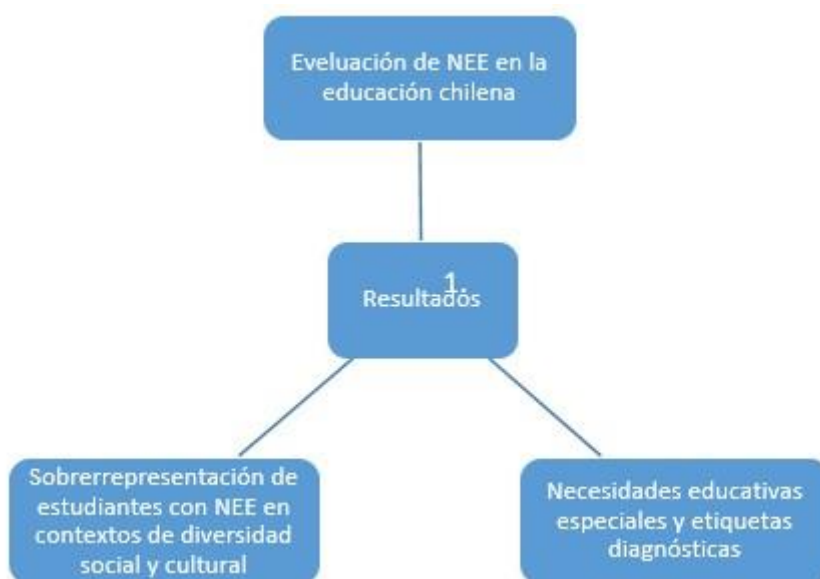 Eveluación de NEE en la
educación chilena
1.
Resultados
Sobrerrepresentación de
estudiantes con NEE en
contextos de diversidad
social y cultural
Necesidades educativas
especiales y etiquetas
diagnósticas